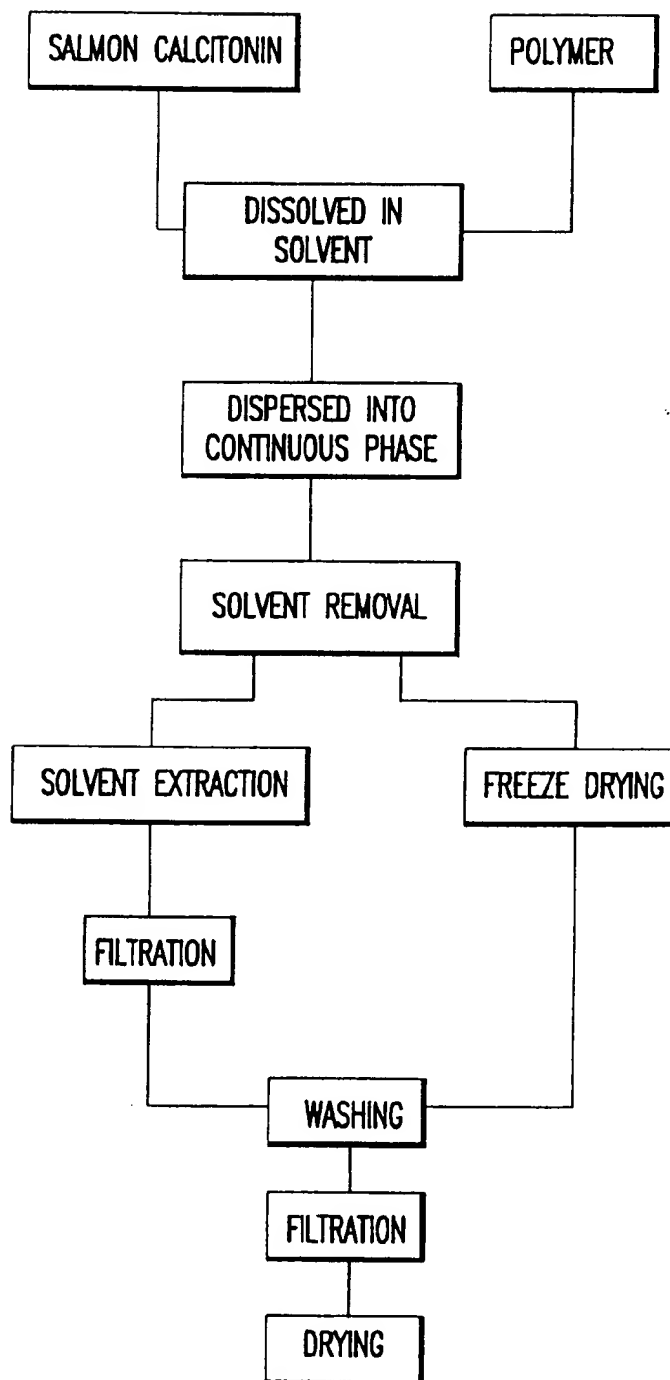 SALMON CALCITONIN
POLYMER
DISSOLVED IN
SOLVENT
DISPERSED INTO
CONTINUOUS PHASE
SOLVENT REMOVAL
SOLVENT EXTRACTION
FREEZE DRYING
FILTRATION
WASHING
FILTRATION
DRYING